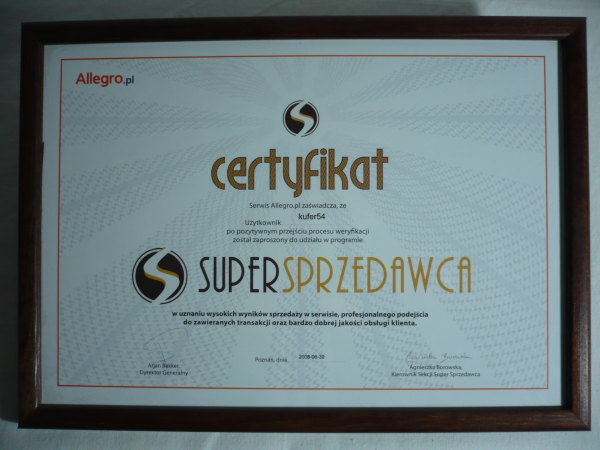 Allegro.pl
certyfikat
Serwis Allegro.pl zaświadcza, że
Użytkownik kufer54
po pozytywnym przejściu procesu weryfikacji
został zaproszony do udziału w programie
SUPERSPRZEDAWCA
w uznaniu wysokich wyników sprzedaży w serwisie, profesjonalnego podejścia
do zawieranych transakcji oraz bardzo dobrej jakości obsługi klienta.
Arjan Bakker,
Dyrektor Generalny
Poznań, dnia,
Agnieszka Borowska,
Kierownik Sekcji Super Sprzedawca